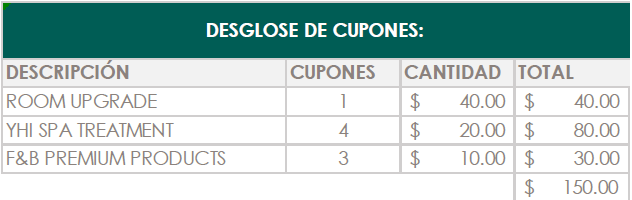 DESGLOSE DE CUPONES:
DESCRIPCIÓN CUPONES CANTIDAD TOTAL
ROOM UPGRADE 1 $ 40.00 $ 40.00
YHI SPA TREATMENT 4 $ 20.00 $ 80.00
F&B PREMIUM PRODUCTS 3 $ 10.00 $ 30.00
$ 150.00